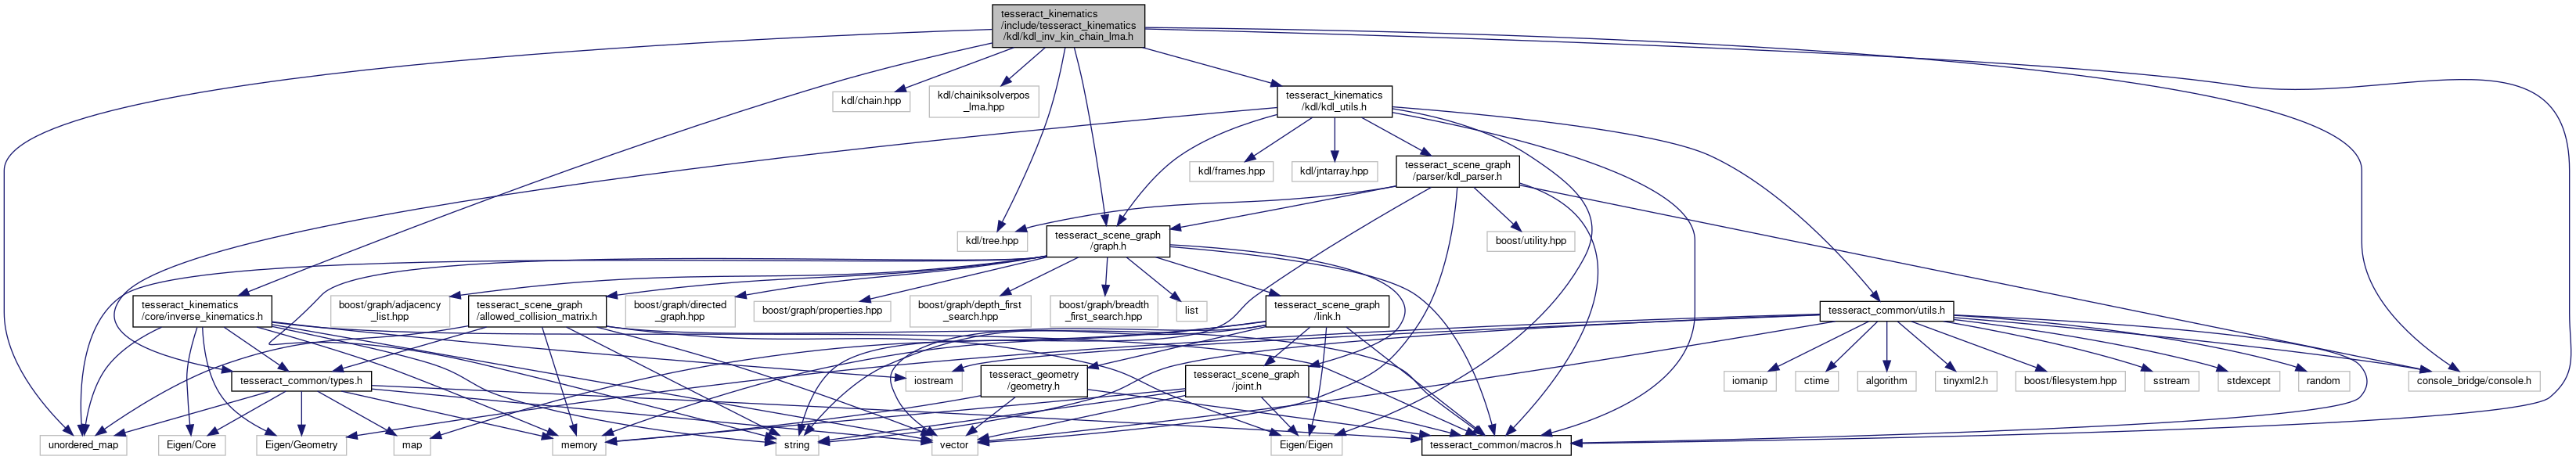 tesseract_kinematics
/include/tesseract_kinematics
/kdl/kdl_inv_kin_chain_lma.h
kdl/chain.hpp
kdl/chainiksolverpos
_lma.hpp
tesseract_kinematics
/kdl/kdl_utils.h
kdl/frames.hpp
kdl/jntarray.hpp
tesseract_scene_graph
/parser/kdl_parser.h
kdl/tree.hpp
tesseract_scene_graph
/graph.h
boost/utility.hpp
tesseract_kinematics
/core/inverse_kinematics.h
boost/graph/adjacency
_list.hpp
tesseract_scene_graph
/allowed_collision_matrix.h
boost/graph/directed
_graph.hpp
boost/graph/properties.hpp
boost/graph/depth_first
_search.hpp
boost/graph/breadth
_first_search.hpp
list
tesseract_scene_graph
/link.h
tesseract_common/utils.h
tesseract_common/types.h
iostream
tesseract_geometry
/geometry.h
tesseract_scene_graph
/joint.h
iomanip
ctime
algorithm
tinyxml2.h
boost/filesystem.hpp
sstream
stdexcept
random
console_bridge/console.h
unordered_map
Eigen/Core
Eigen/Geometry
map
memory
string
vector
Eigen/Eigen
tesseract_common/macros.h